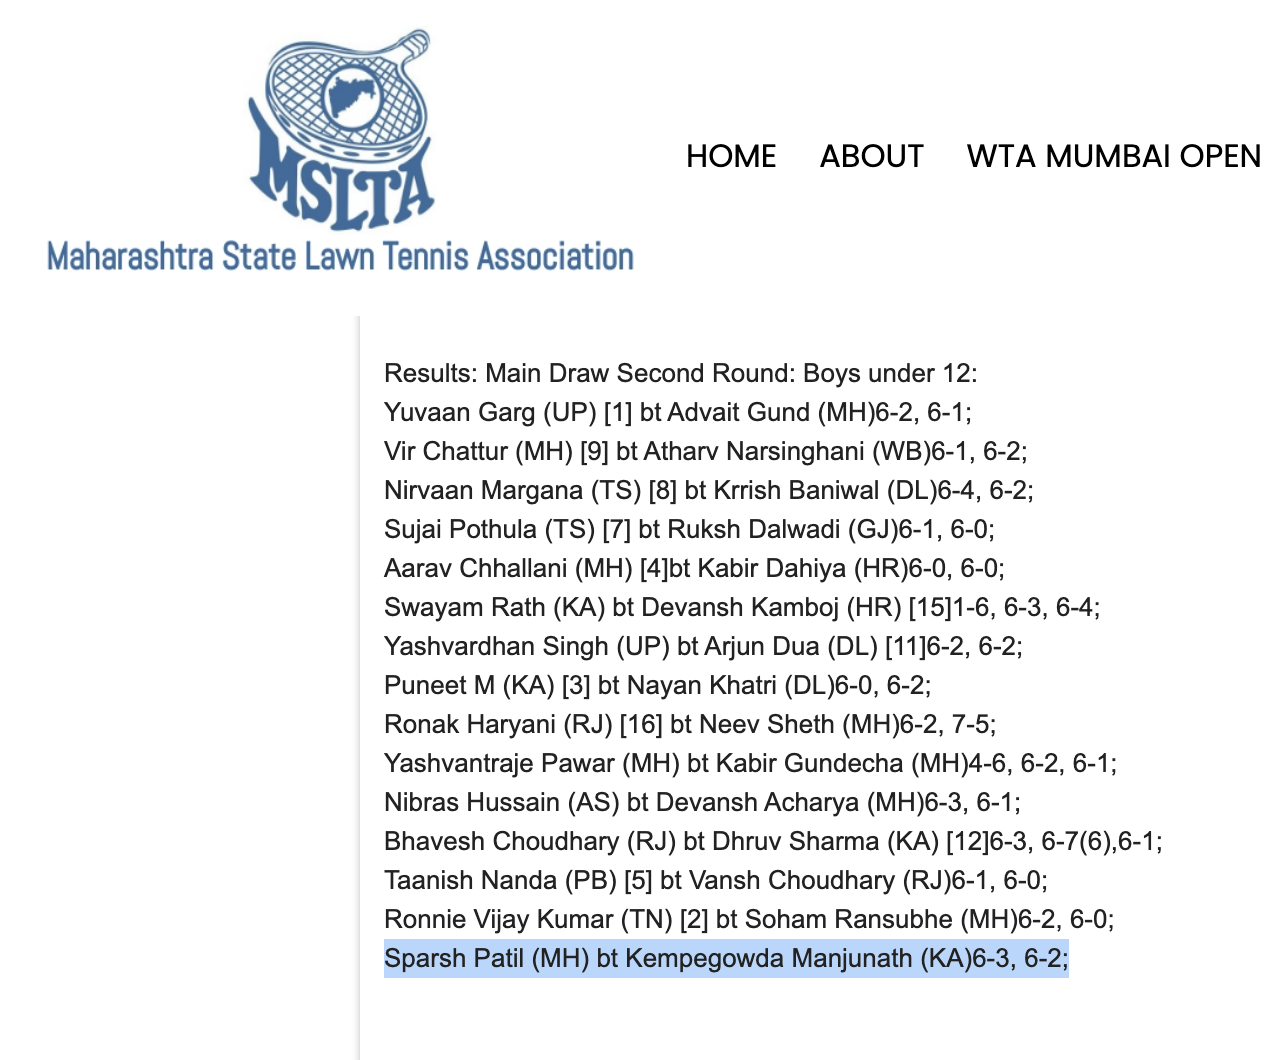 MSLTA
Maharashtra State Lawn Tennis Association
HOME ABOUT WTA MUMBAI OPEN
Results: Main Draw Second Round: Boys under 12:
Yuvaan Garg (UP) [1] bt Advait Gund (MH)6-2, 6-1;
Vir Chattur (MH) [9] bt Atharv Narsinghani (WB)6-1, 6-2;
Nirvaan Margana (TS) [8] bt Krrish Baniwal (DL)6-4, 6-2;
Sujai Pothula (TS) [7] bt Ruksh Dalwadi (GJ)6-1, 6-0;
Aarav Chhallani (MH) [4]bt Kabir Dahiya (HR)6-0, 6-0;
Swayam Rath (KA) bt Devansh Kamboj (HR) [15]1-6, 6-3, 6-4;
Yashvardhan Singh (UP) bt Arjun Dua (DL) [11]6-2, 6-2;
Puneet M (KA) [3] bt Nayan Khatri (DL)6-0, 6-2;
Ronak Haryani (RJ) [16] bt Neev Sheth (MH)6-2, 7-5;
Yashvantraje Pawar (MH) bt Kabir Gundecha (MH)4-6, 6-2, 6-1;
Nibras Hussain (AS) bt Devansh Acharya (MH)6-3, 6-1;
Bhavesh Choudhary (RJ) bt Dhruv Sharma (KA) [12]6-3, 6-7(6),6-1;
Taanish Nanda (PB) [5] bt Vansh Choudhary (RJ)6-1, 6-0;
Ronnie Vijay Kumar (TN) [2] bt Soham Ransubhe (MH)6-2, 6-0;
Sparsh Patil (MH) bt Kempegowda Manjunath (KA)6-3, 6-2;